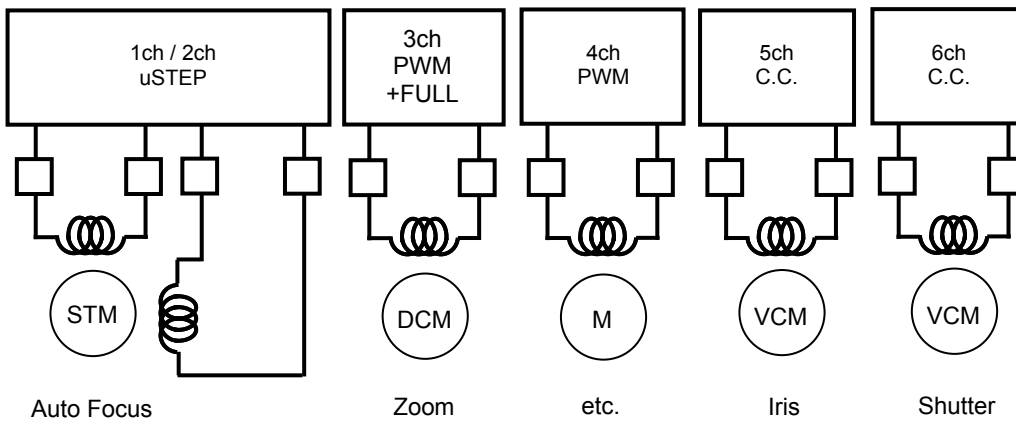 1ch / 2ch
uSTEP
3ch
PWM
+FULL
4ch
PWM
5ch
C.C.
6ch
C.C.
STM
DCM
M
VCM
VCM
Auto Focus
Zoom
etc.
Iris
Shutter